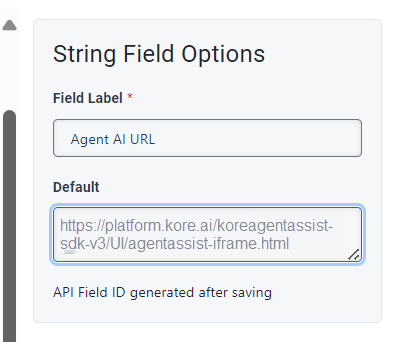 String Field Options
Field Label *
Agent AI URL
Default
https://platform.kore.ai/koreagentassist-
sdk-v3/UI/agentassist-iframe.html
API Field ID generated after saving